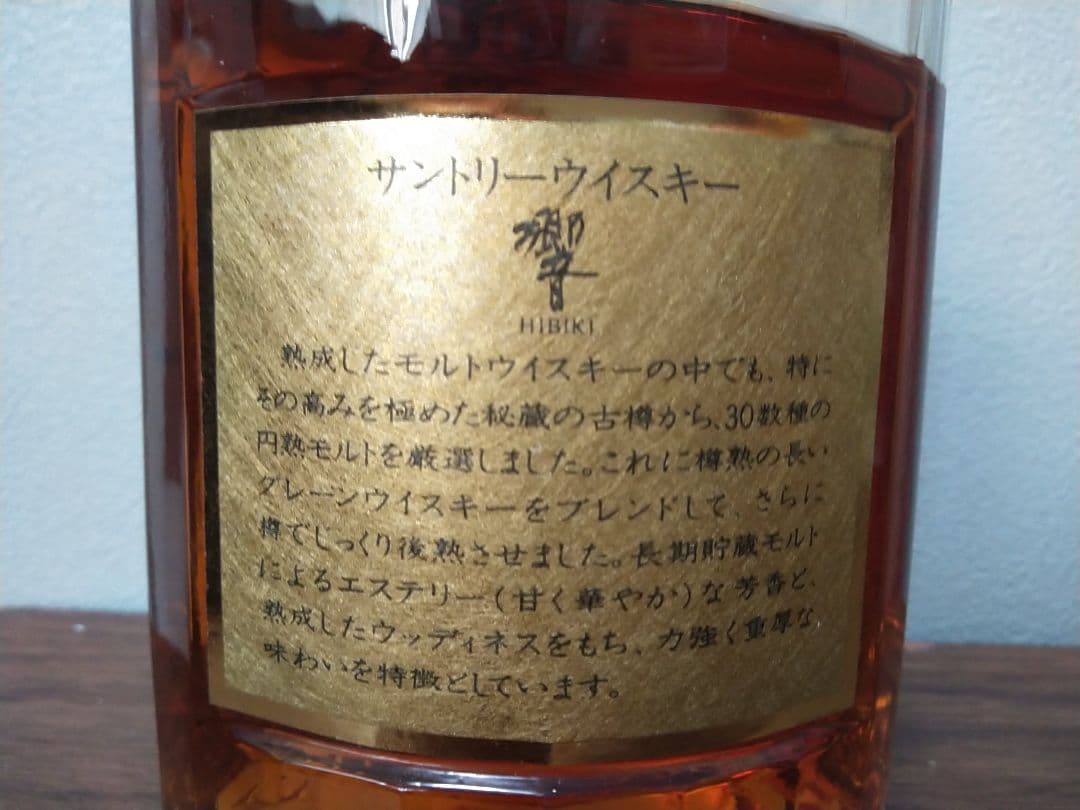 サントリーウイスキー
響
HIBIKI
熟成したモルトウイスキーの中でも、特に
その高みを極めた秘蔵の古樽から、30数種の
円熟モルトを厳選しました。これに樽熟の長い
グレーンウイスキーをブレンドして、さらに
樽でじっくり後熟させました。長期貯蔵モルト
によるエステリー(甘く華やか)な芳香と、
熟成したウッディネスをもち、力強く重厚な
味わいを特徴としています。